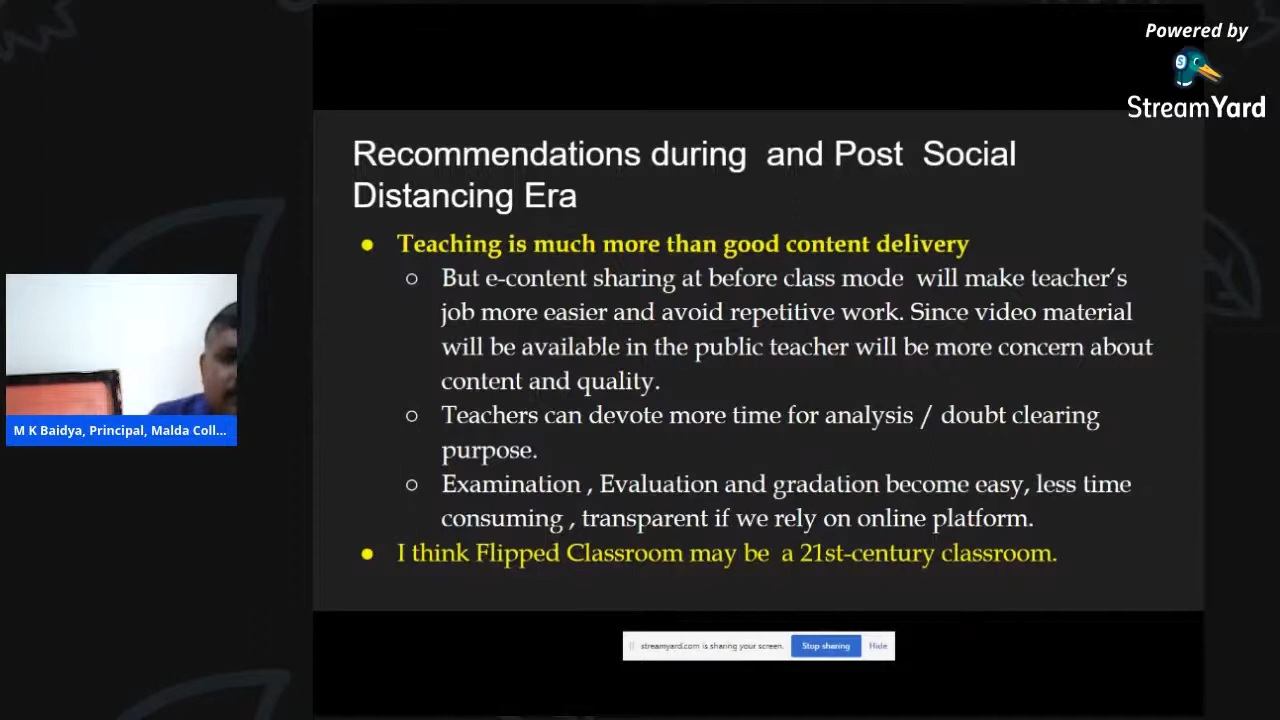 Powered by
StreamYard
Recommendations during and Post Social
Distancing Era
● Teaching is much more than good content delivery
○ But e-content sharing at before class mode will make teacher’s
job more easier and avoid repetitive work. Since video material
will be available in the public teacher will be more concern about
content and quality.
○ Teachers can devote more time for analysis / doubt clearing
purpose.
○ Examination , Evaluation and gradation become easy, less time
consuming , transparent if we rely on online platform.
● I think Flipped Classroom may be a 21st-century classroom.
M K Baidya, Principal, Malda Coll...
streamyard.com is sharing your screen. Stop sharing Hide